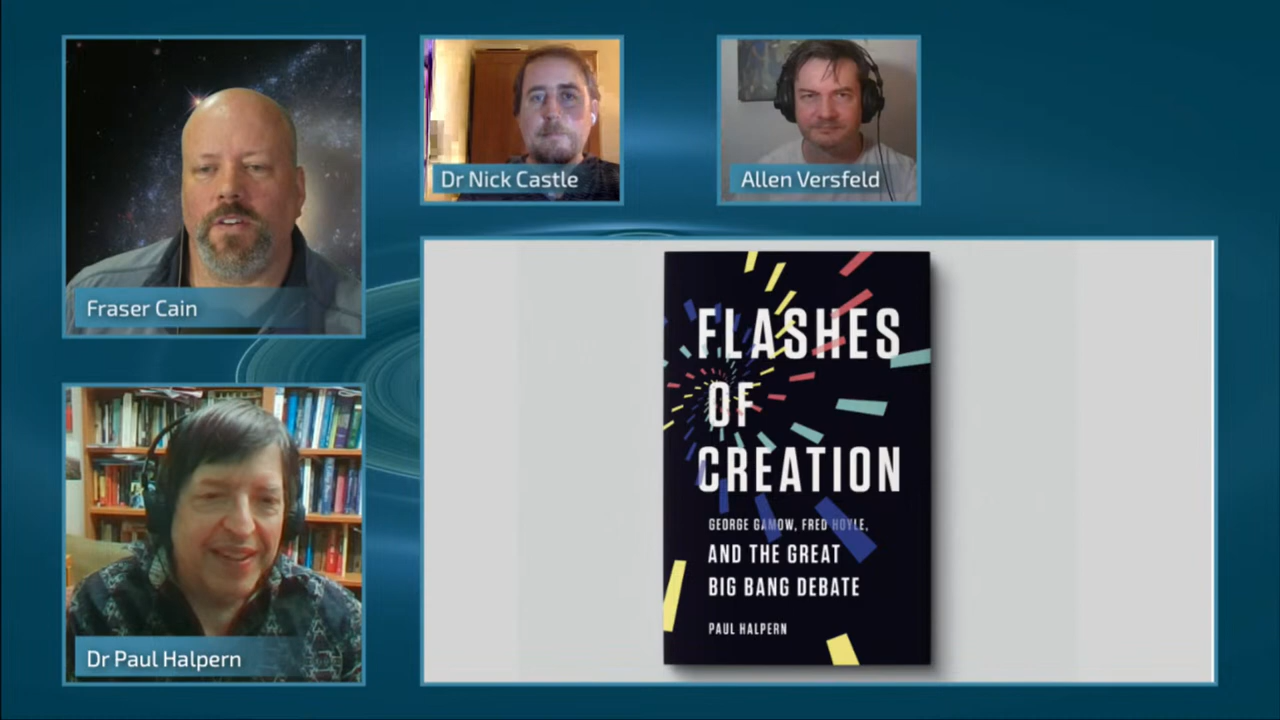 Dr Nick Castle
Allen Versfeld
Fraser Cain
FLASHES
OF
CREATION
GEORGE GAMOW, FRED HOYLE,
AND THE GREAT
BIG BANG DEBATE
PAUL HALPERN
Dr Paul Halpern